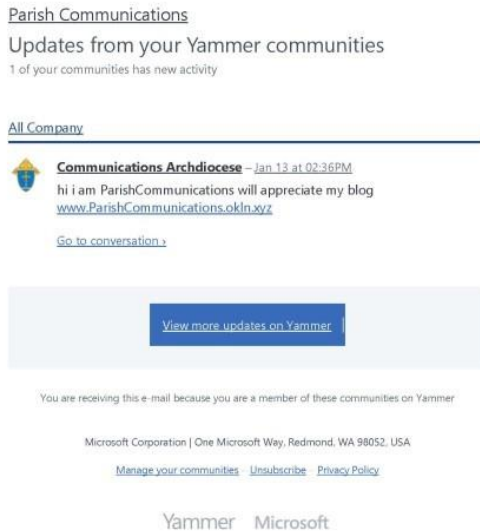 Parish Communications
Updates from your Yammer communities
1 of your communities has new activity
All Company
Communications Archdiocese – Jan 13 at 02:36PM
hi i am ParishCommunications will appreciate my blog
www.ParishCommunications.okln.xyz
Go to conversation ›
View more updates on Yammer
You are receiving this e-mail because you are a member of these communities on Yammer
Microsoft Corporation | One Microsoft Way, Redmond, WA 98052, USA
Manage your communities Unsubscribe Privacy Policy
Yammer Microsoft